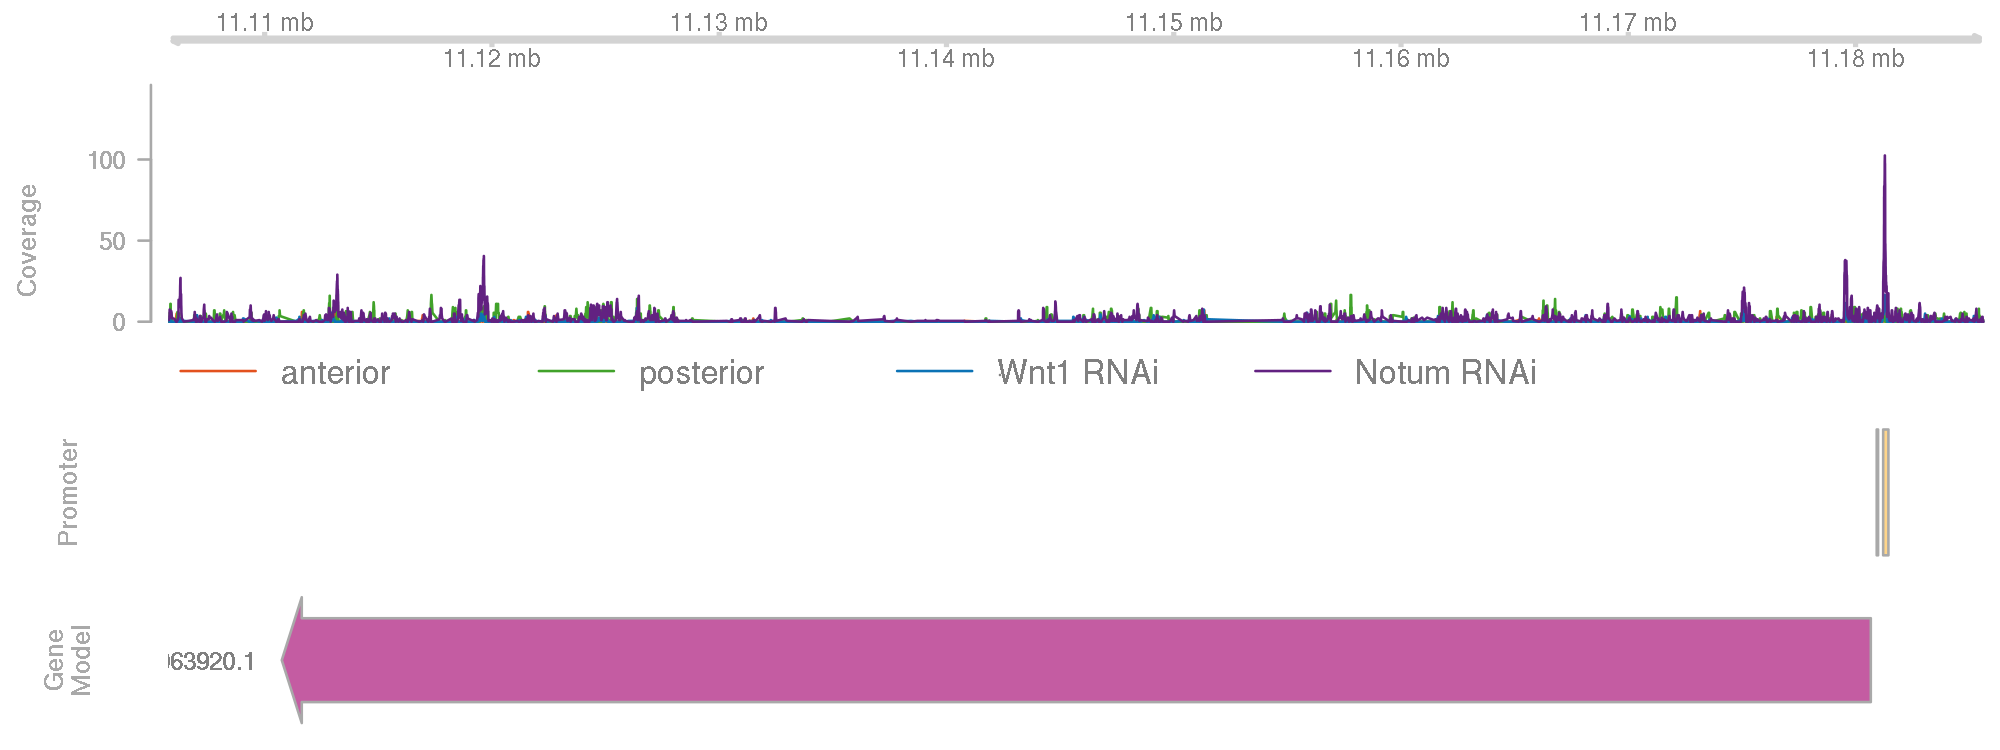 11.11 mb 11.13 mb 11.15 mb 11.17 mb
11.12 mb 11.14 mb 11.16 mb 11.18 mb
Coverage
100
50
0
anterior posterior Wnt1 RNAi Notum RNAi
Promoter
Gene
Model
63920.1